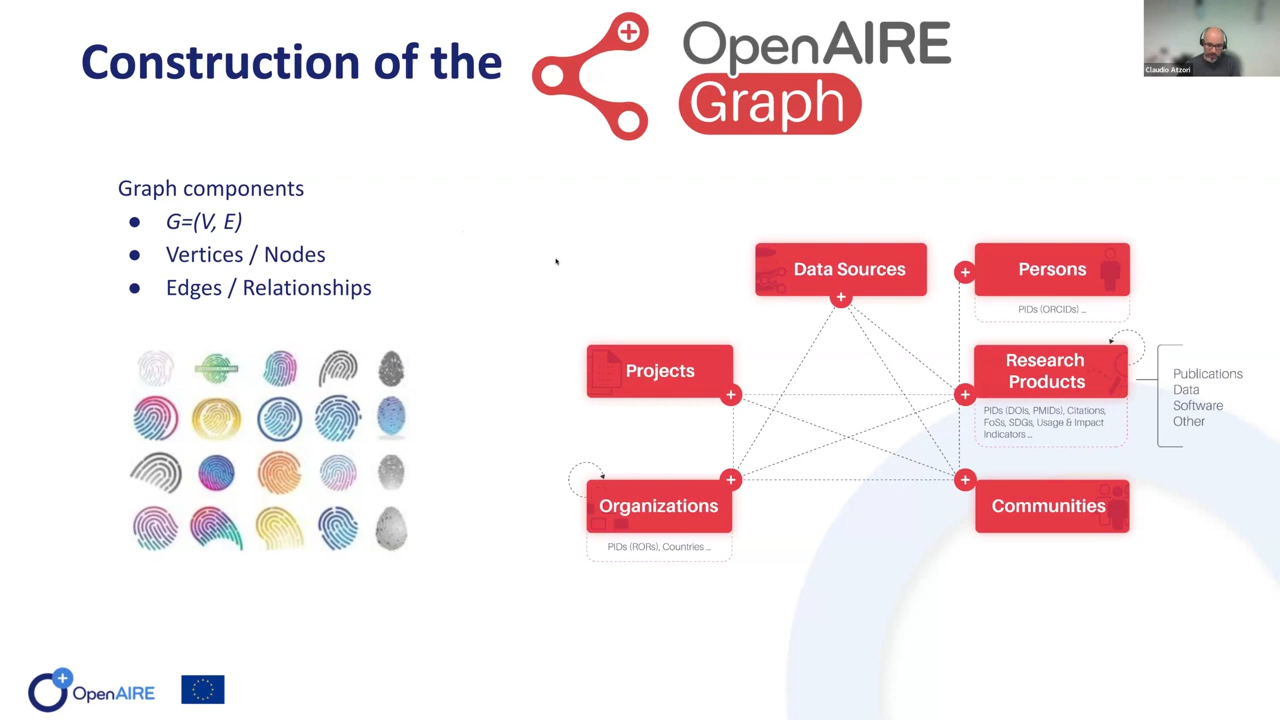 Construction of the
OpenAIRE
Graph
Claudio Atzori
Graph components
● G=(V, E)
● Vertices / Nodes
● Edges / Relationships
Data Sources
Persons
PIDs (ORCIDs) ...
Projects
Research
Products
PIDs (DOIs, PMIDs), Citations,
FoSs, SDGs, Usage & Impact
Indicators ...
Publications
Data
Software
Other
Organizations
PIDs (RORs), Countries ...
Communities
OpenAIRE